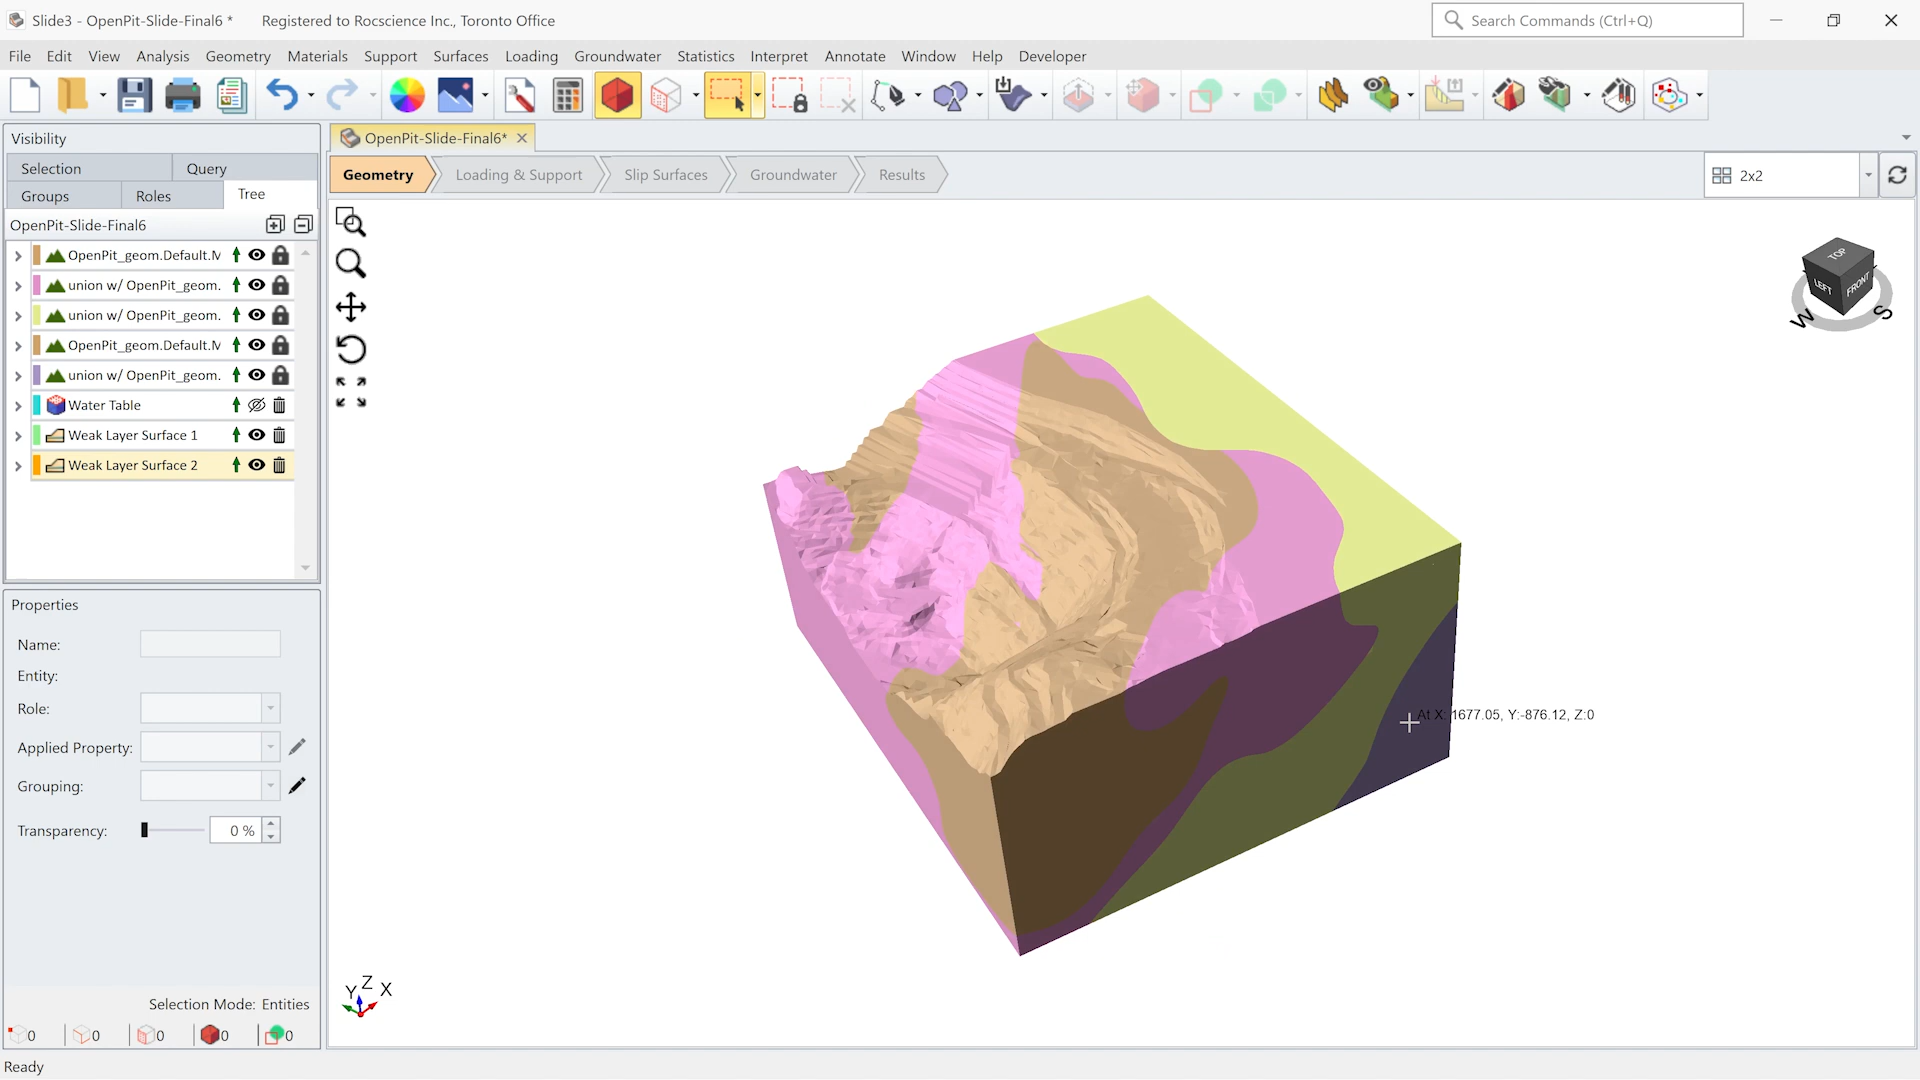 Slide3 - OpenPit-Slide-Final6 * Registered to Rocscience Inc., Toronto Office
Search Commands (Ctrl+Q)
File Edit View Analysis Geometry Materials Support Surfaces Loading Groundwater Statistics Interpret Annotate Window Help Developer
Visibility
Selection Query
Groups Roles Tree
OpenPit-Slide-Final6
OpenPit_geom.Default.M
union w/ OpenPit_geom.
union w/ OpenPit_geom.
OpenPit_geom.Default.M
union w/ OpenPit_geom.
Water Table
Weak Layer Surface 1
Weak Layer Surface 2
Properties
Name:
Entity:
Role:
Applied Property:
Grouping:
Transparency: 0 %
Selection Mode: Entities
0 0 0 0 0
Ready
OpenPit-Slide-Final6*
Geometry Loading & Support Slip Surfaces Groundwater Results
2x2
TOP
LEFT FRONT
W S
At X: 1677.05, Y:-876.12, Z:0
Y Z X